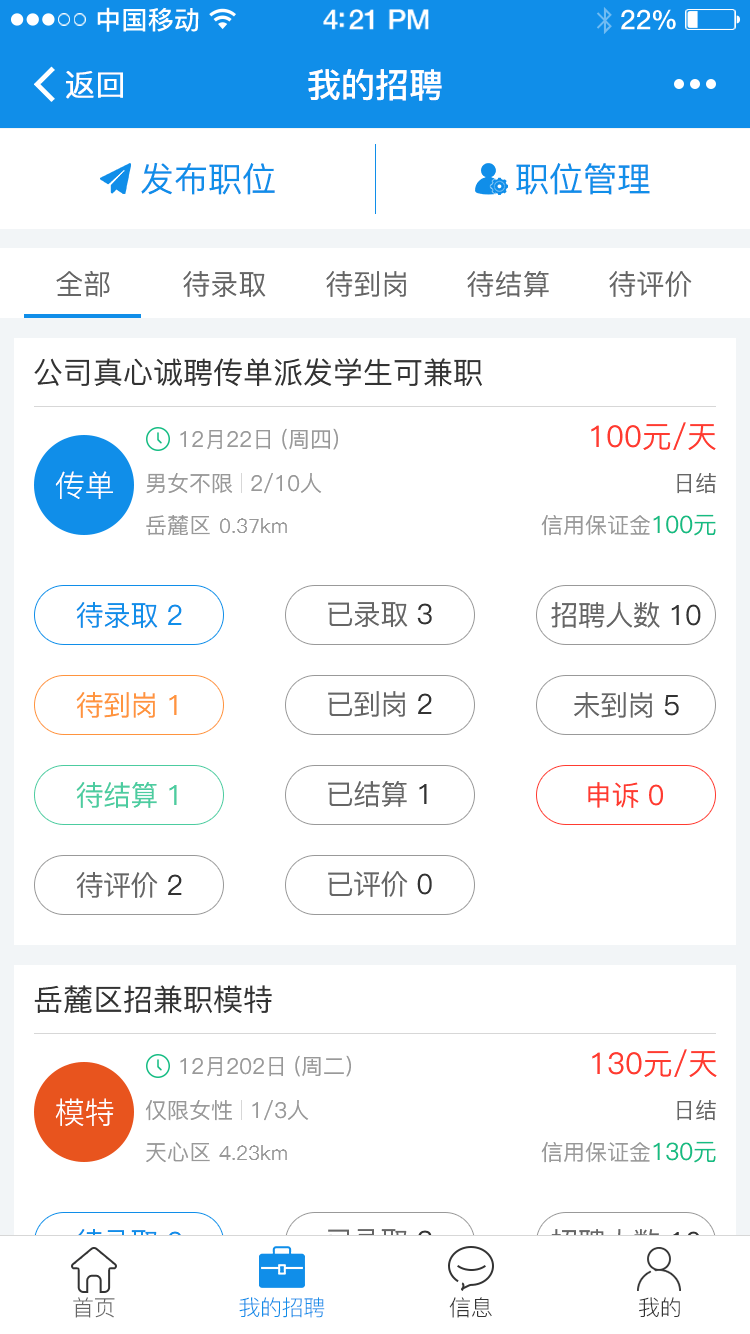 中国移动 4:21 PM 22%
返回 我的招聘
发布职位 职位管理
全部 待录取 待到岗 待结算 待评价
公司真心诚聘传单派发学生可兼职
传单
12月22日 (周四) 100元/天
男女不限 2/10人 日结
岳麓区 0.37km 信用保证金100元
待录取 2 已录取 3 招聘人数 10
待到岗 1 已到岗 2 未到岗 5
待结算 1 已结算 1 申诉 0
待评价 2 已评价 0
岳麓区招兼职模特
模特
12月202日 (周二) 130元/天
仅限女性 1/3人 日结
天心区 4.23km 信用保证金130元
首页 我的招聘 信息 我的